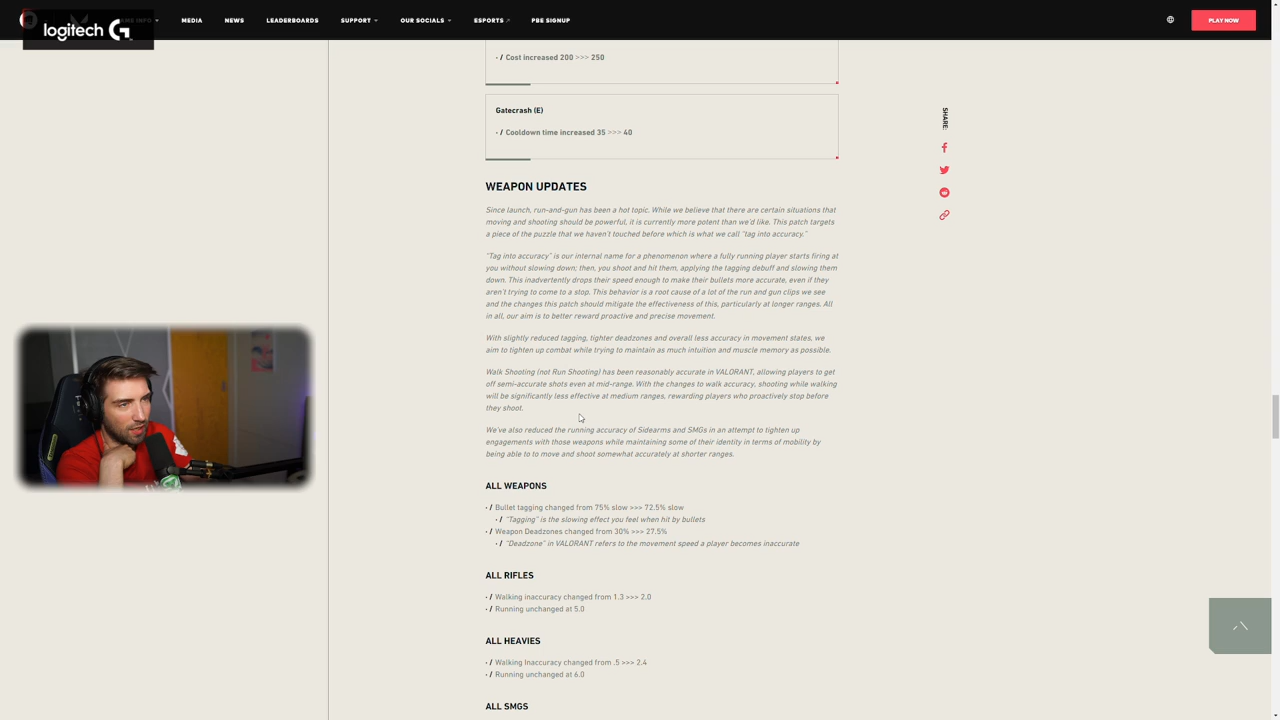 logitech G
INFO
MEDIA
NEWS
LEADERBOARDS
SUPPORT
OUR SOCIALS
ESPORTS
PBE SIGNUP
PLAY NOW
· / Cost increased 200 >>> 250
Gatecrash (E)
· / Cooldown time increased 35 >>> 40
SHARE:
WEAPON UPDATES
Since launch, run-and-gun has been a hot topic. While we believe that there are certain situations that
moving and shooting should be powerful, it is currently more potent than we'd like. This patch targets
a piece of the puzzle that we haven't touched before which is what we call “tag into accuracy.”
“Tag into accuracy” is our internal name for a phenomenon where a fully running player starts firing at
you without slowing down; then, you shoot and hit them, applying the tagging debuff and slowing them
down. This inadvertently drops their speed enough to make their bullets more accurate, even if they
aren't trying to come to a stop. This behavior is a root cause of a lot of the run and gun clips we see
and the changes this patch should mitigate the effectiveness of this, particularly at longer ranges. All
in all, our aim is to better reward proactive and precise movement.
With slightly reduced tagging, tighter deadzones and overall less accuracy in movement states, we
aim to tighten up combat while trying to maintain as much intuition and muscle memory as possible.
Walk Shooting (not Run Shooting) has been reasonably accurate in VALORANT, allowing players to get
off semi-accurate shots even at mid-range. With the changes to walk accuracy, shooting while walking
will be significantly less effective at medium ranges, rewarding players who proactively stop before
they shoot.
We've also reduced the running accuracy of Sidearms and SMGs in an attempt to tighten up
engagements with those weapons while maintaining some of their identity in terms of mobility by
being able to to move and shoot somewhat accurately at shorter ranges.
ALL WEAPONS
· / Bullet tagging changed from 75% slow >>> 72.5% slow
· / “Tagging” is the slowing effect you feel when hit by bullets
· / Weapon Deadzones changed from 30% >>> 27.5%
· / “Deadzone” in VALORANT refers to the movement speed a player becomes inaccurate
ALL RIFLES
· / Walking inaccuracy changed from 1.3 >>> 2.0
· / Running unchanged at 5.0
ALL HEAVIES
· / Walking Inaccuracy changed from .5 >>> 2.4
· / Running unchanged at 6.0
ALL SMGS